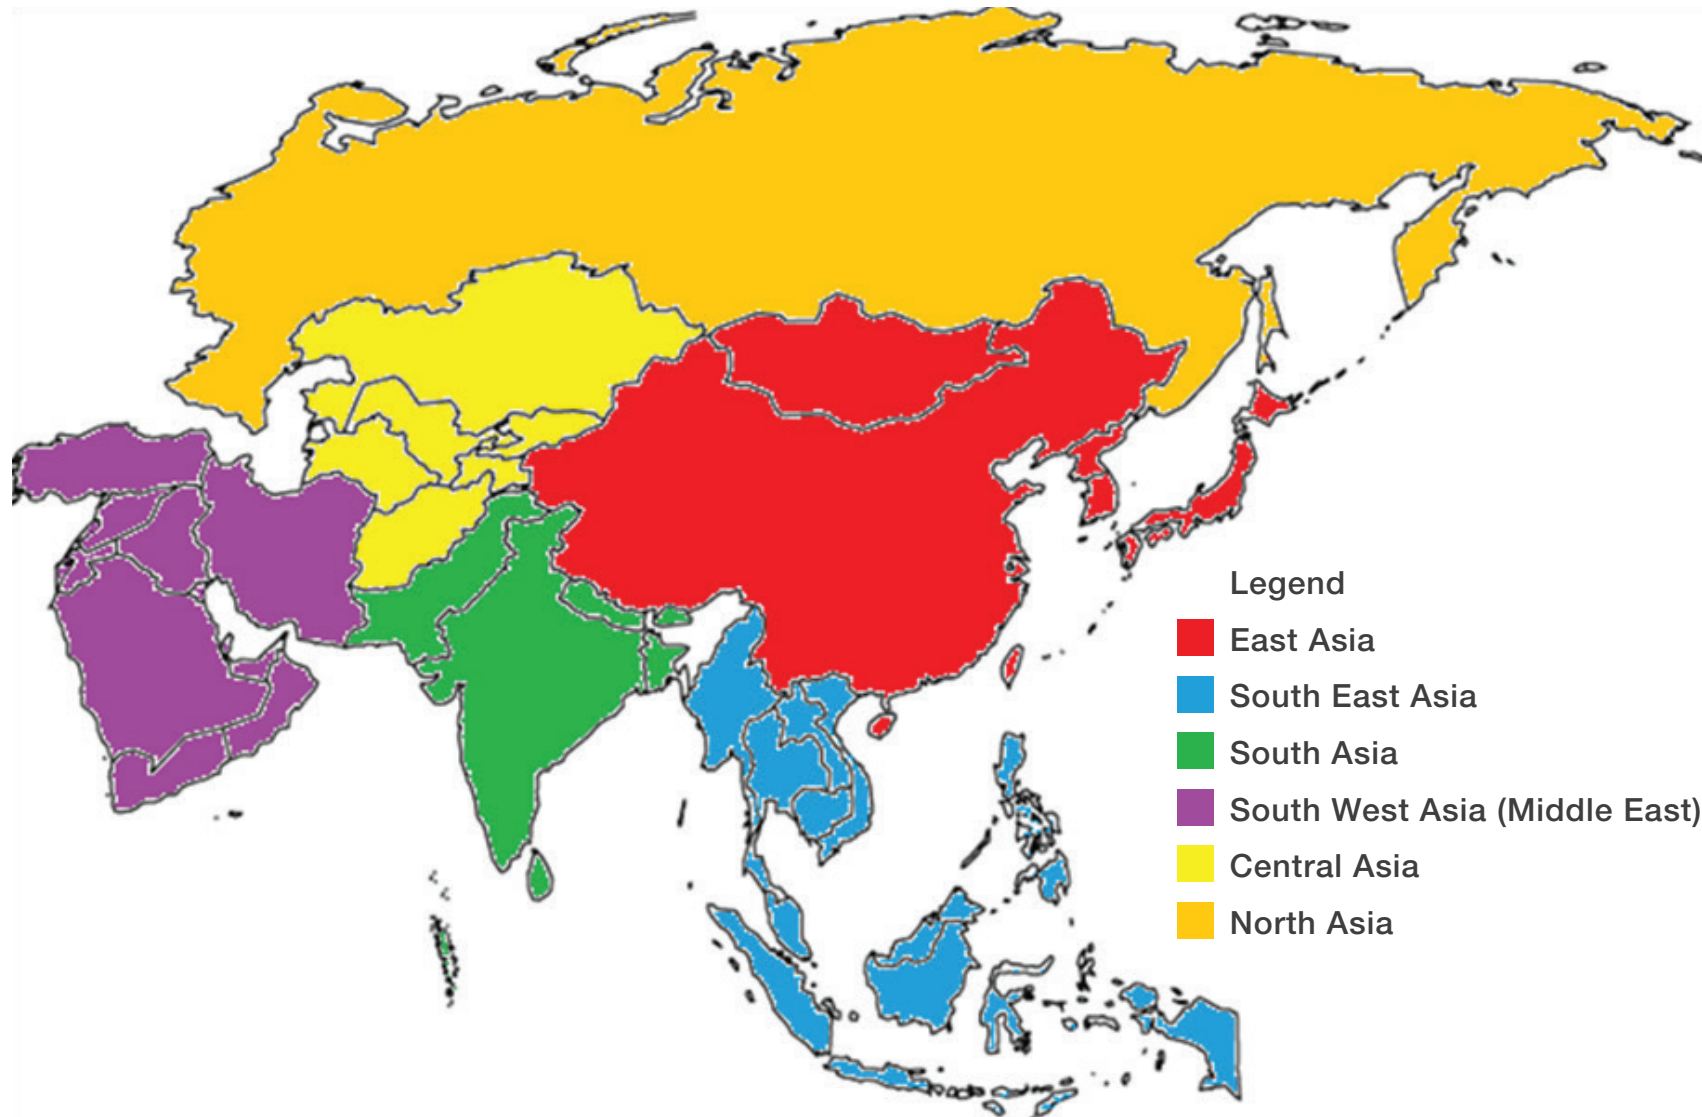 Legend
East Asia
South East Asia
South Asia
South West Asia (Middle East)
Central Asia
North Asia